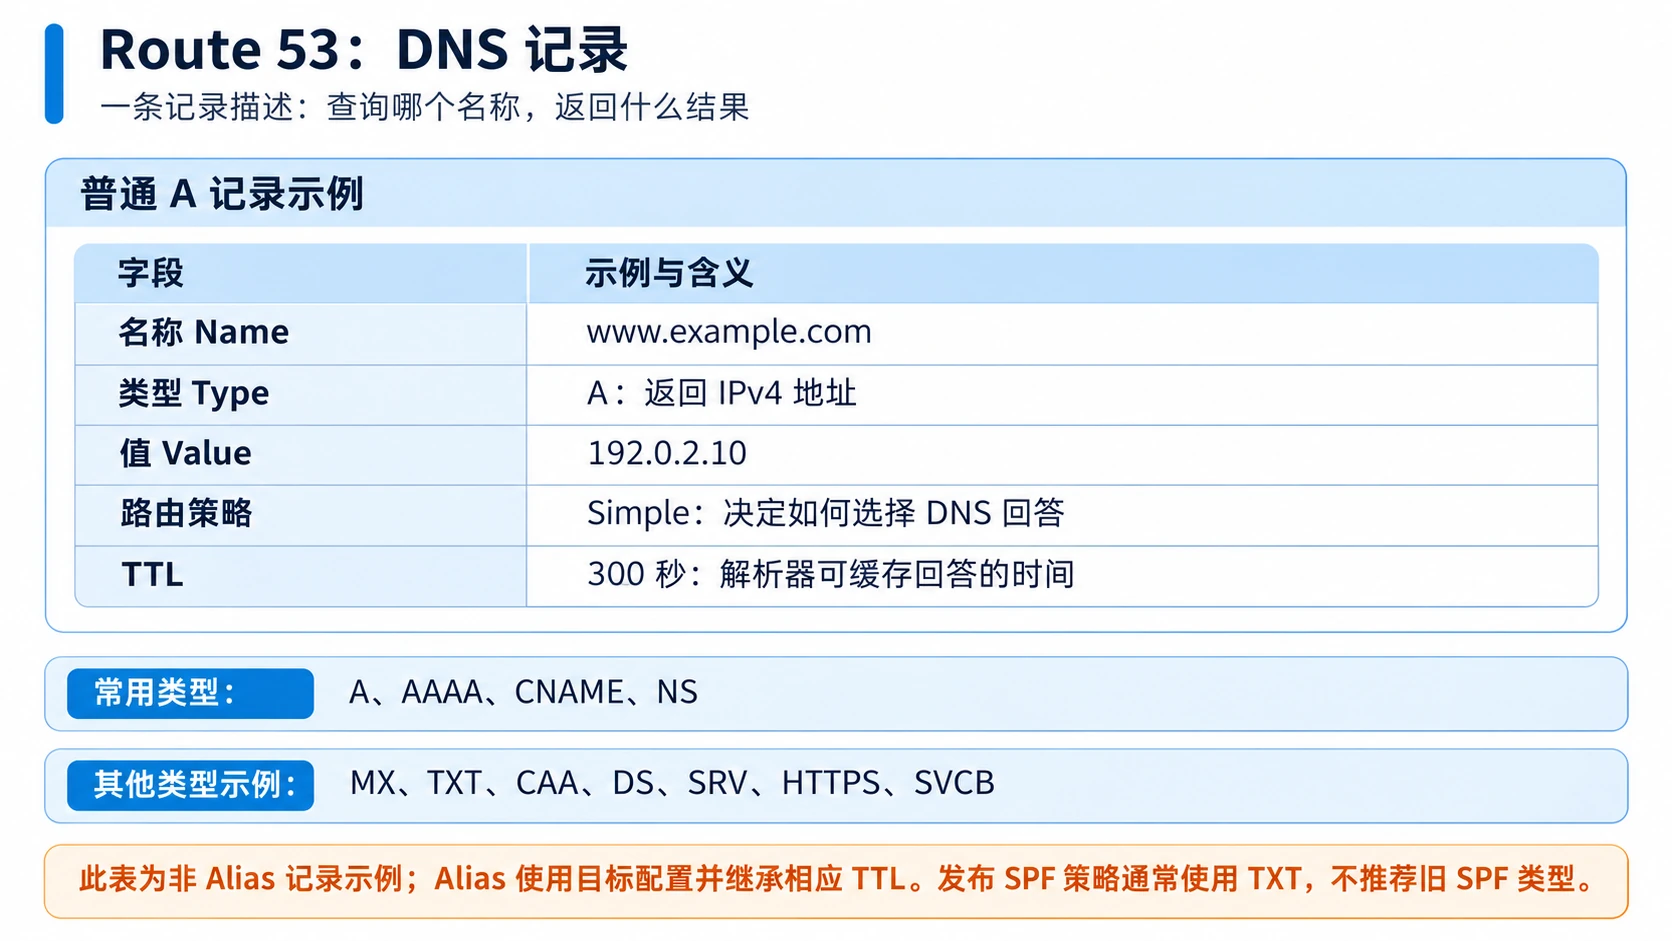 Route 53：DNS 记录
一条记录描述：查询哪个名称，返回什么结果
普通 A 记录示例
字段 示例与含义
名称 Name www.example.com
类型 Type A：返回 IPv4 地址
值 Value 192.0.2.10
路由策略 Simple：决定如何选择 DNS 回答
TTL 300 秒：解析器可缓存回答的时间
常用类型： A、AAAA、CNAME、NS
其他类型示例： MX、TXT、CAA、DS、SRV、HTTPS、SVCB
此表为非 Alias 记录示例；Alias 使用目标配置并继承相应 TTL。发布 SPF 策略通常使用 TXT，不推荐旧 SPF 类型。